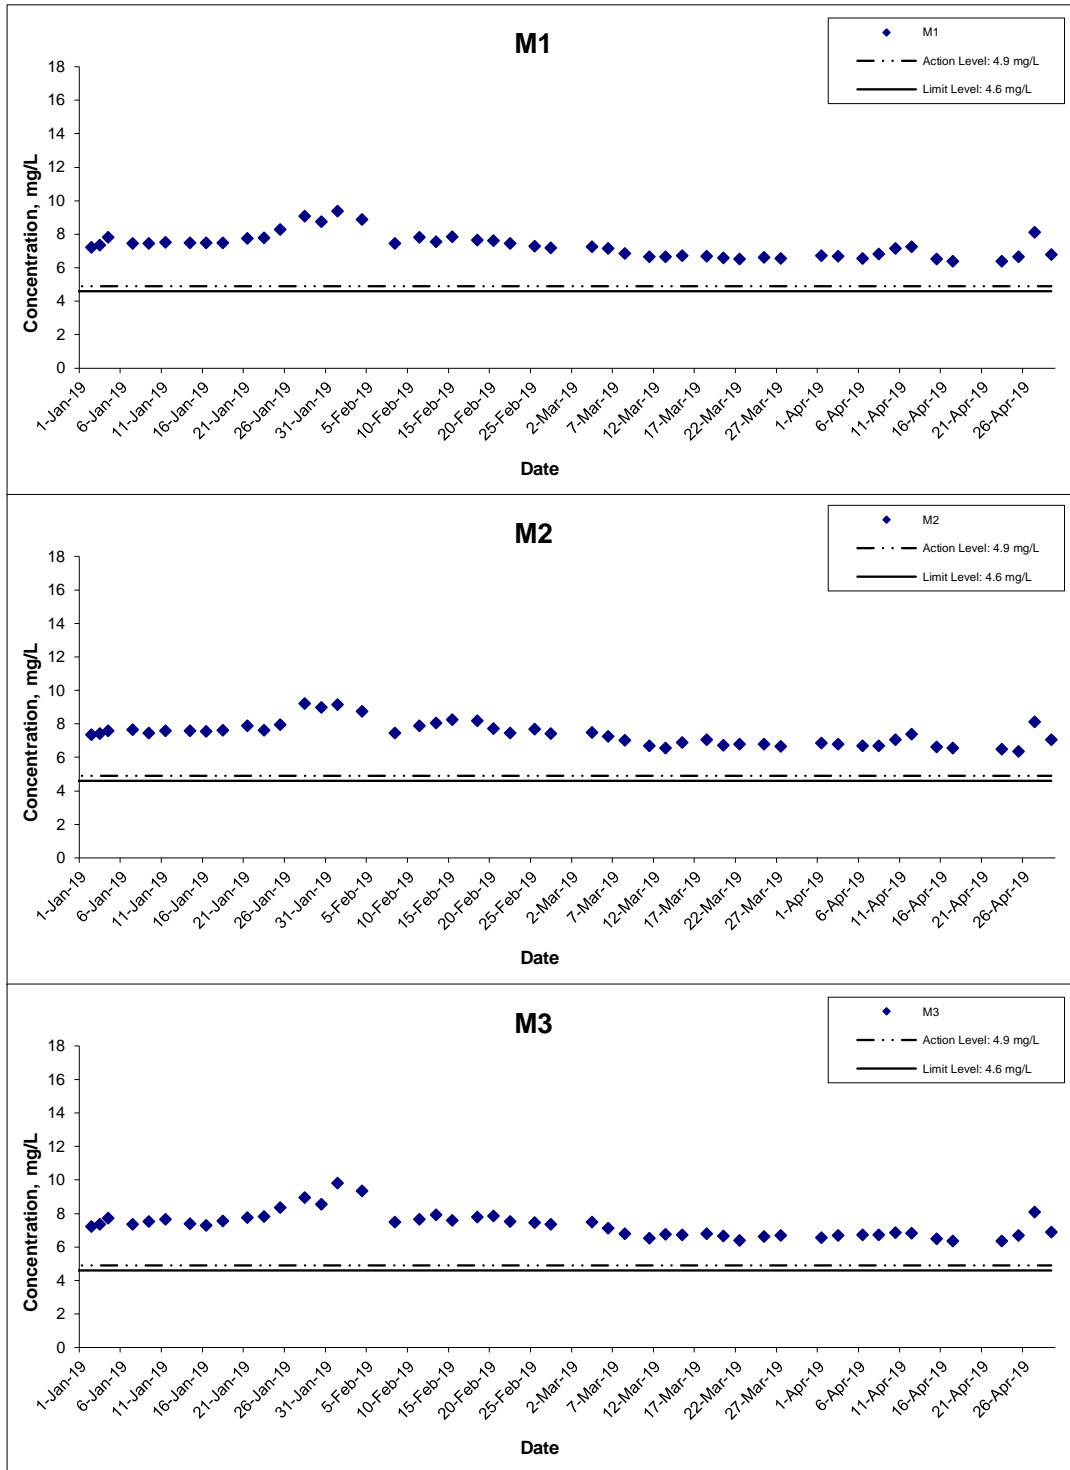 M1
M1
Action Level: 4.9 mg/L
Limit Level: 4.6 mg/L
Concentration, mg/L
18
16
14
12
10
8
6
4
2
0
1-Jan-19 6-Jan-19 11-Jan-19 16-Jan-19 21-Jan-19 26-Jan-19 31-Jan-19 5-Feb-19 10-Feb-19 15-Feb-19 20-Feb-19 25-Feb-19 2-Mar-19 7-Mar-19 12-Mar-19 17-Mar-19 22-Mar-19 27-Mar-19 1-Apr-19 6-Apr-19 11-Apr-19 16-Apr-19 21-Apr-19 26-Apr-19
Date
M2
M2
Action Level: 4.9 mg/L
Limit Level: 4.6 mg/L
Concentration, mg/L
18
16
14
12
10
8
6
4
2
0
1-Jan-19 6-Jan-19 11-Jan-19 16-Jan-19 21-Jan-19 26-Jan-19 31-Jan-19 5-Feb-19 10-Feb-19 15-Feb-19 20-Feb-19 25-Feb-19 2-Mar-19 7-Mar-19 12-Mar-19 17-Mar-19 22-Mar-19 27-Mar-19 1-Apr-19 6-Apr-19 11-Apr-19 16-Apr-19 21-Apr-19 26-Apr-19
Date
M3
M3
Action Level: 4.9 mg/L
Limit Level: 4.6 mg/L
Concentration, mg/L
18
16
14
12
10
8
6
4
2
0
1-Jan-19 6-Jan-19 11-Jan-19 16-Jan-19 21-Jan-19 26-Jan-19 31-Jan-19 5-Feb-19 10-Feb-19 15-Feb-19 20-Feb-19 25-Feb-19 2-Mar-19 7-Mar-19 12-Mar-19 17-Mar-19 22-Mar-19 27-Mar-19 1-Apr-19 6-Apr-19 11-Apr-19 16-Apr-19 21-Apr-19 26-Apr-19
Date